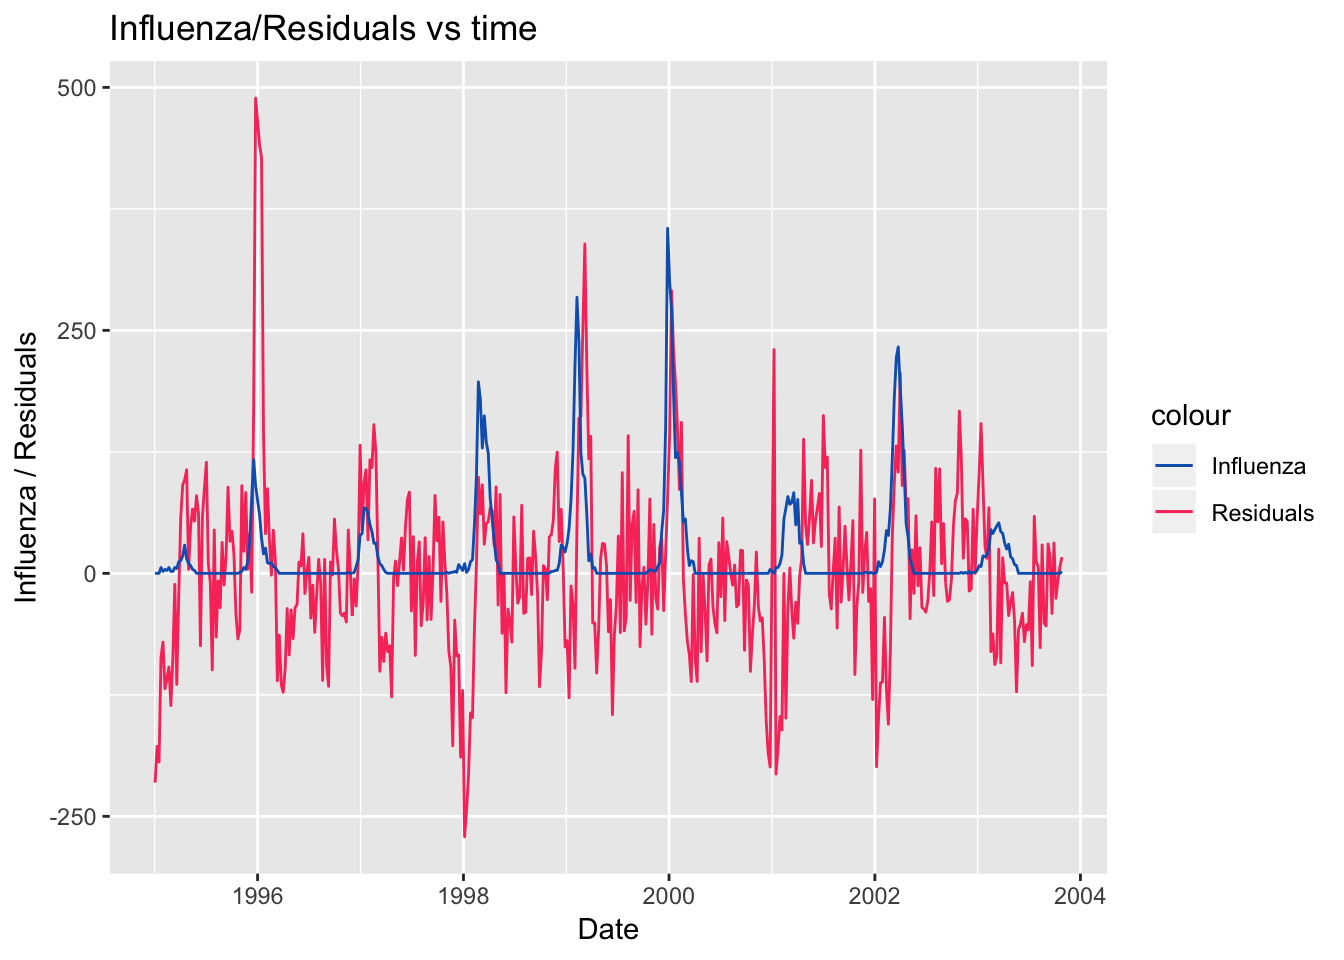 Influenza/Residuals vs time
500
250
0
-250
Influenza / Residuals
1996
1998
2000
2002
2004
Date
colour
Influenza
Residuals